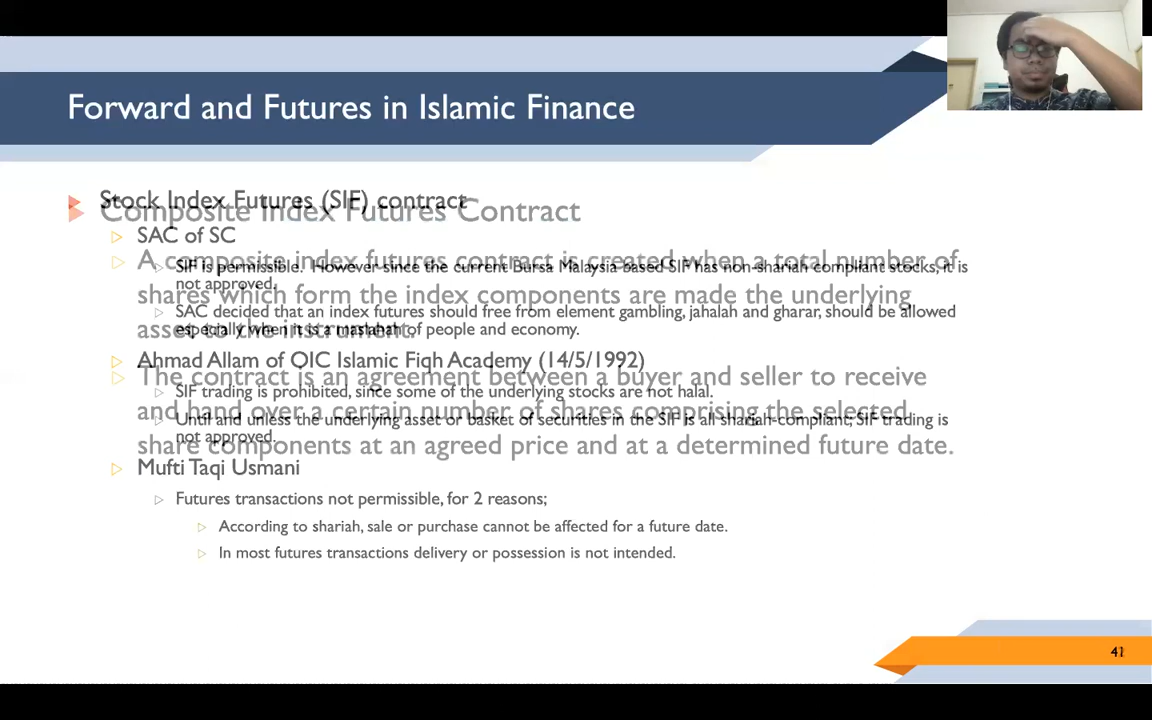 Forward and Futures in Islamic Finance
Stock Index Futures (SIF) contract
Composite Index Futures Contract
SAC of SC
A composite index futures contract is created when a total number of
SIF is permissible. However since the current Bursa Malaysia based SIF has non-shariah compliant stocks, it is
not approved.
shares which form the index components are made the underlying
SAC decided that an index futures should free from element gambling, jahalah and gharar, should be allowed
asset to the instrument.
especially when it is a maslahah of people and economy.
Ahmad Allam of OIC Islamic Fiqh Academy (14/5/1992)
The contract is an agreement between a buyer and seller to receive
SIF trading is prohibited, since some of the underlying stocks are not halal.
and hand over a certain number of shares comprising the selected
Until and unless the underlying asset or basket of securities in the SIF is all shariah-compliant; SIF trading is
not approved.
share components at an agreed price and at a determined future date.
Mufti Taqi Usmani
Futures transactions not permissible, for 2 reasons;
According to shariah, sale or purchase cannot be affected for a future date.
In most futures transactions delivery or possession is not intended.